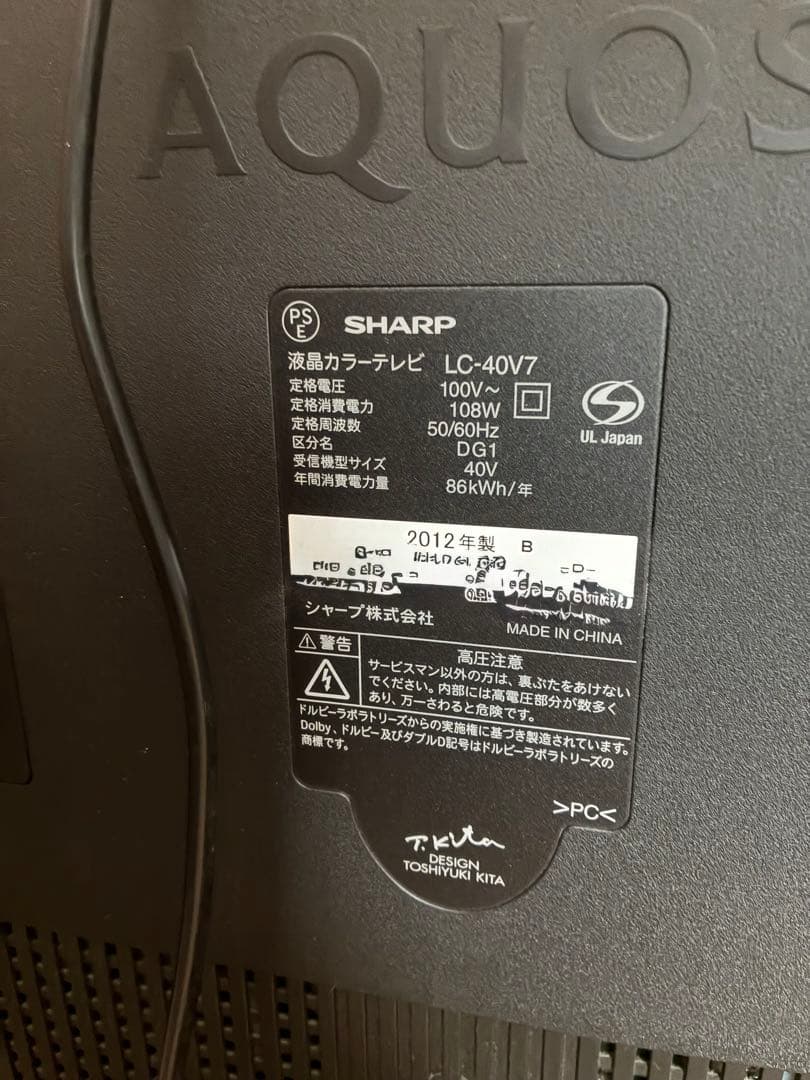 AQUOS
PS
E
SHARP
液晶カラーテレビ LC-40V7
定格電圧 100V～
定格消費電力 108W
定格周波数 50/60Hz
区分名 DG1
受信機型サイズ 40V
年間消費電力量 86kWh/年
UL Japan
2012年製 B
シャープ株式会社
MADE IN CHINA
警告
高圧注意
サービスマン以外の方は、裏ぶたをあけない
でください。内部には高電圧部分が数多く
あり、万一さわると危険です。
ドルビーラボラトリーズからの実施権に基づき製造されています。
Dolby、ドルビー及びダブルD記号はドルビーラボラトリーズの
商標です。
>PC<
T. Kita
DESIGN
TOSHIYUKI KITA